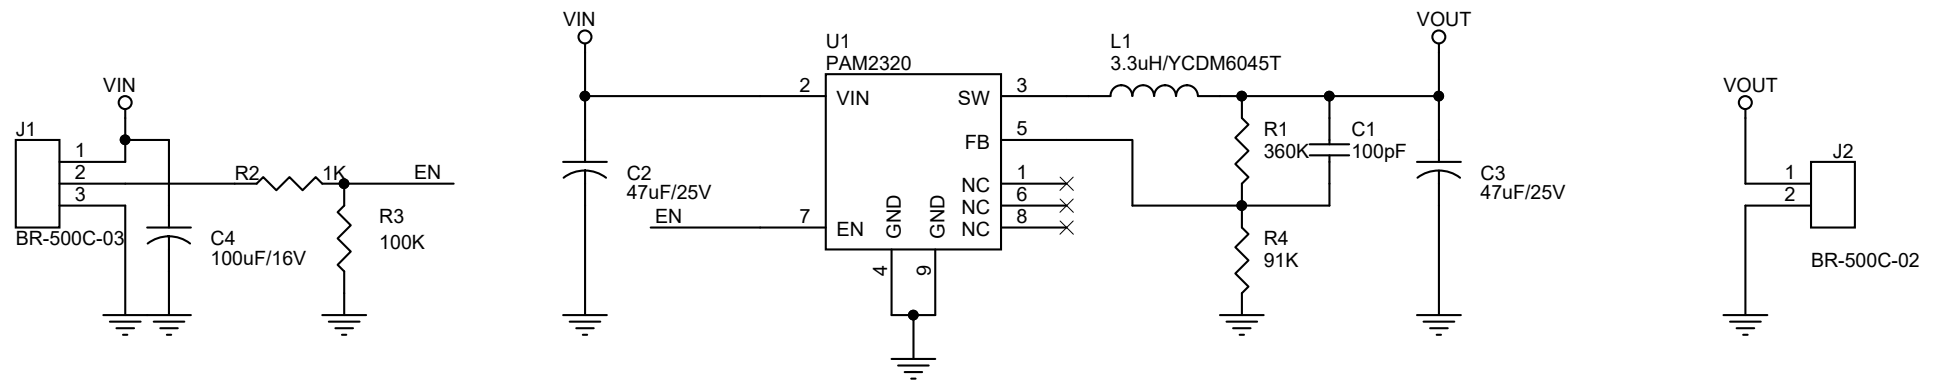 VIN
J1
1
2
3
BR-500C-03
C4
100uF/16V
R2
1K
EN
R3
100K
VIN
C2
47uF/25V
EN
U1
PAM2320
2
VIN
7
EN
GND
GND
4
9
SW
3
FB
5
NC
1
NC
6
NC
8
L1
3.3uH/YCDM6045T
R1
360K
C1
100pF
R4
91K
VOUT
C3
47uF/25V
VOUT
J2
1
2
BR-500C-02